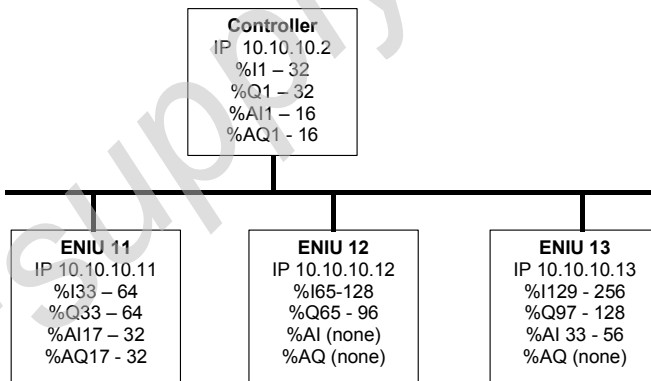 Controller
IP 10.10.10.2
%I1 – 32
%Q1 – 32
%AI1 – 16
%AQ1 - 16
ENIU 11
IP 10.10.10.11
%I33 – 64
%Q33 – 64
%AI17 – 32
%AQ17 - 32
ENIU 12
IP 10.10.10.12
%I65-128
%Q65 - 96
%AI (none)
%AQ (none)
ENIU 13
IP 10.10.10.13
%I129 - 256
%Q97 - 128
%AI 33 - 56
%AQ (none)
supply